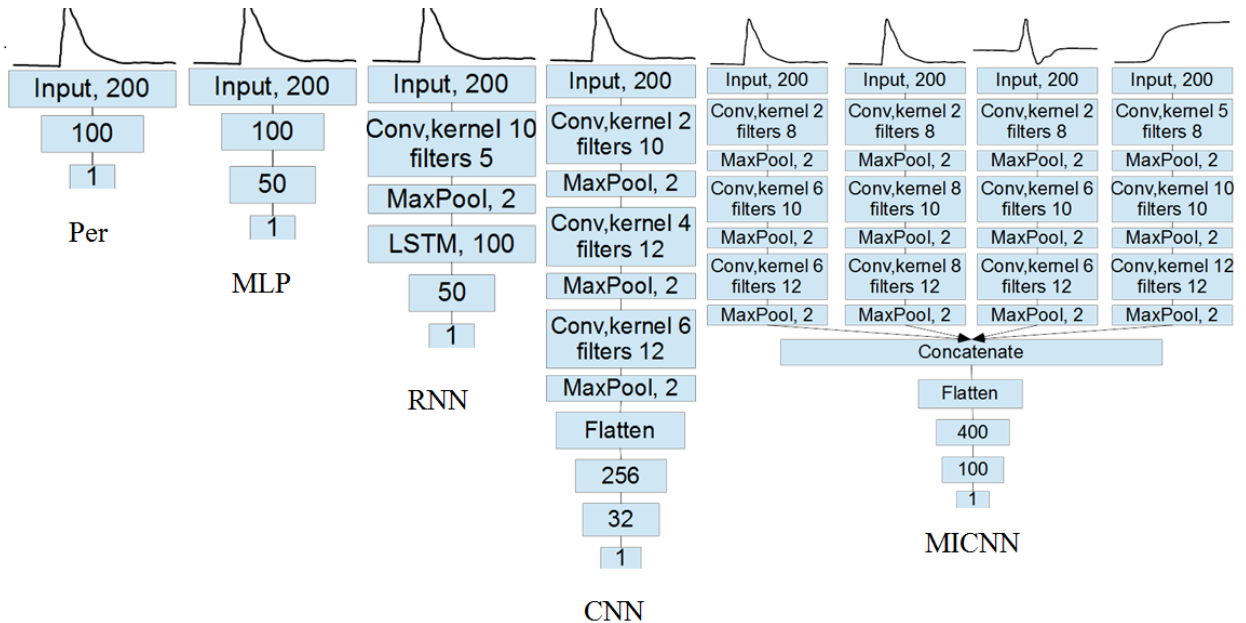 Input, 200
100
1
Per
Input, 200
100
50
1
MLP
Input, 200
Conv,kernel 10
filters 5
MaxPool, 2
LSTM, 100
50
1
RNN
Input, 200
Conv,kernel 2
filters 10
MaxPool, 2
Conv,kernel 4
filters 12
MaxPool, 2
Conv,kernel 6
filters 12
MaxPool, 2
Flatten
256
32
1
CNN
Input, 200
Conv,kernel 2
filters 8
MaxPool, 2
Conv,kernel 6
filters 10
MaxPool, 2
Conv,kernel 6
filters 12
MaxPool, 2
Input, 200
Conv,kernel 2
filters 8
MaxPool, 2
Conv,kernel 8
filters 10
MaxPool, 2
Conv,kernel 8
filters 12
MaxPool, 2
Input, 200
Conv,kernel 2
filters 8
MaxPool, 2
Conv,kernel 6
filters 10
MaxPool, 2
Conv,kernel 6
filters 12
MaxPool, 2
Input, 200
Conv,kernel 5
filters 8
MaxPool, 2
Conv,kernel 10
filters 10
MaxPool, 2
Conv,kernel 12
filters 12
MaxPool, 2
Concatenate
Flatten
400
100
1
MICNN